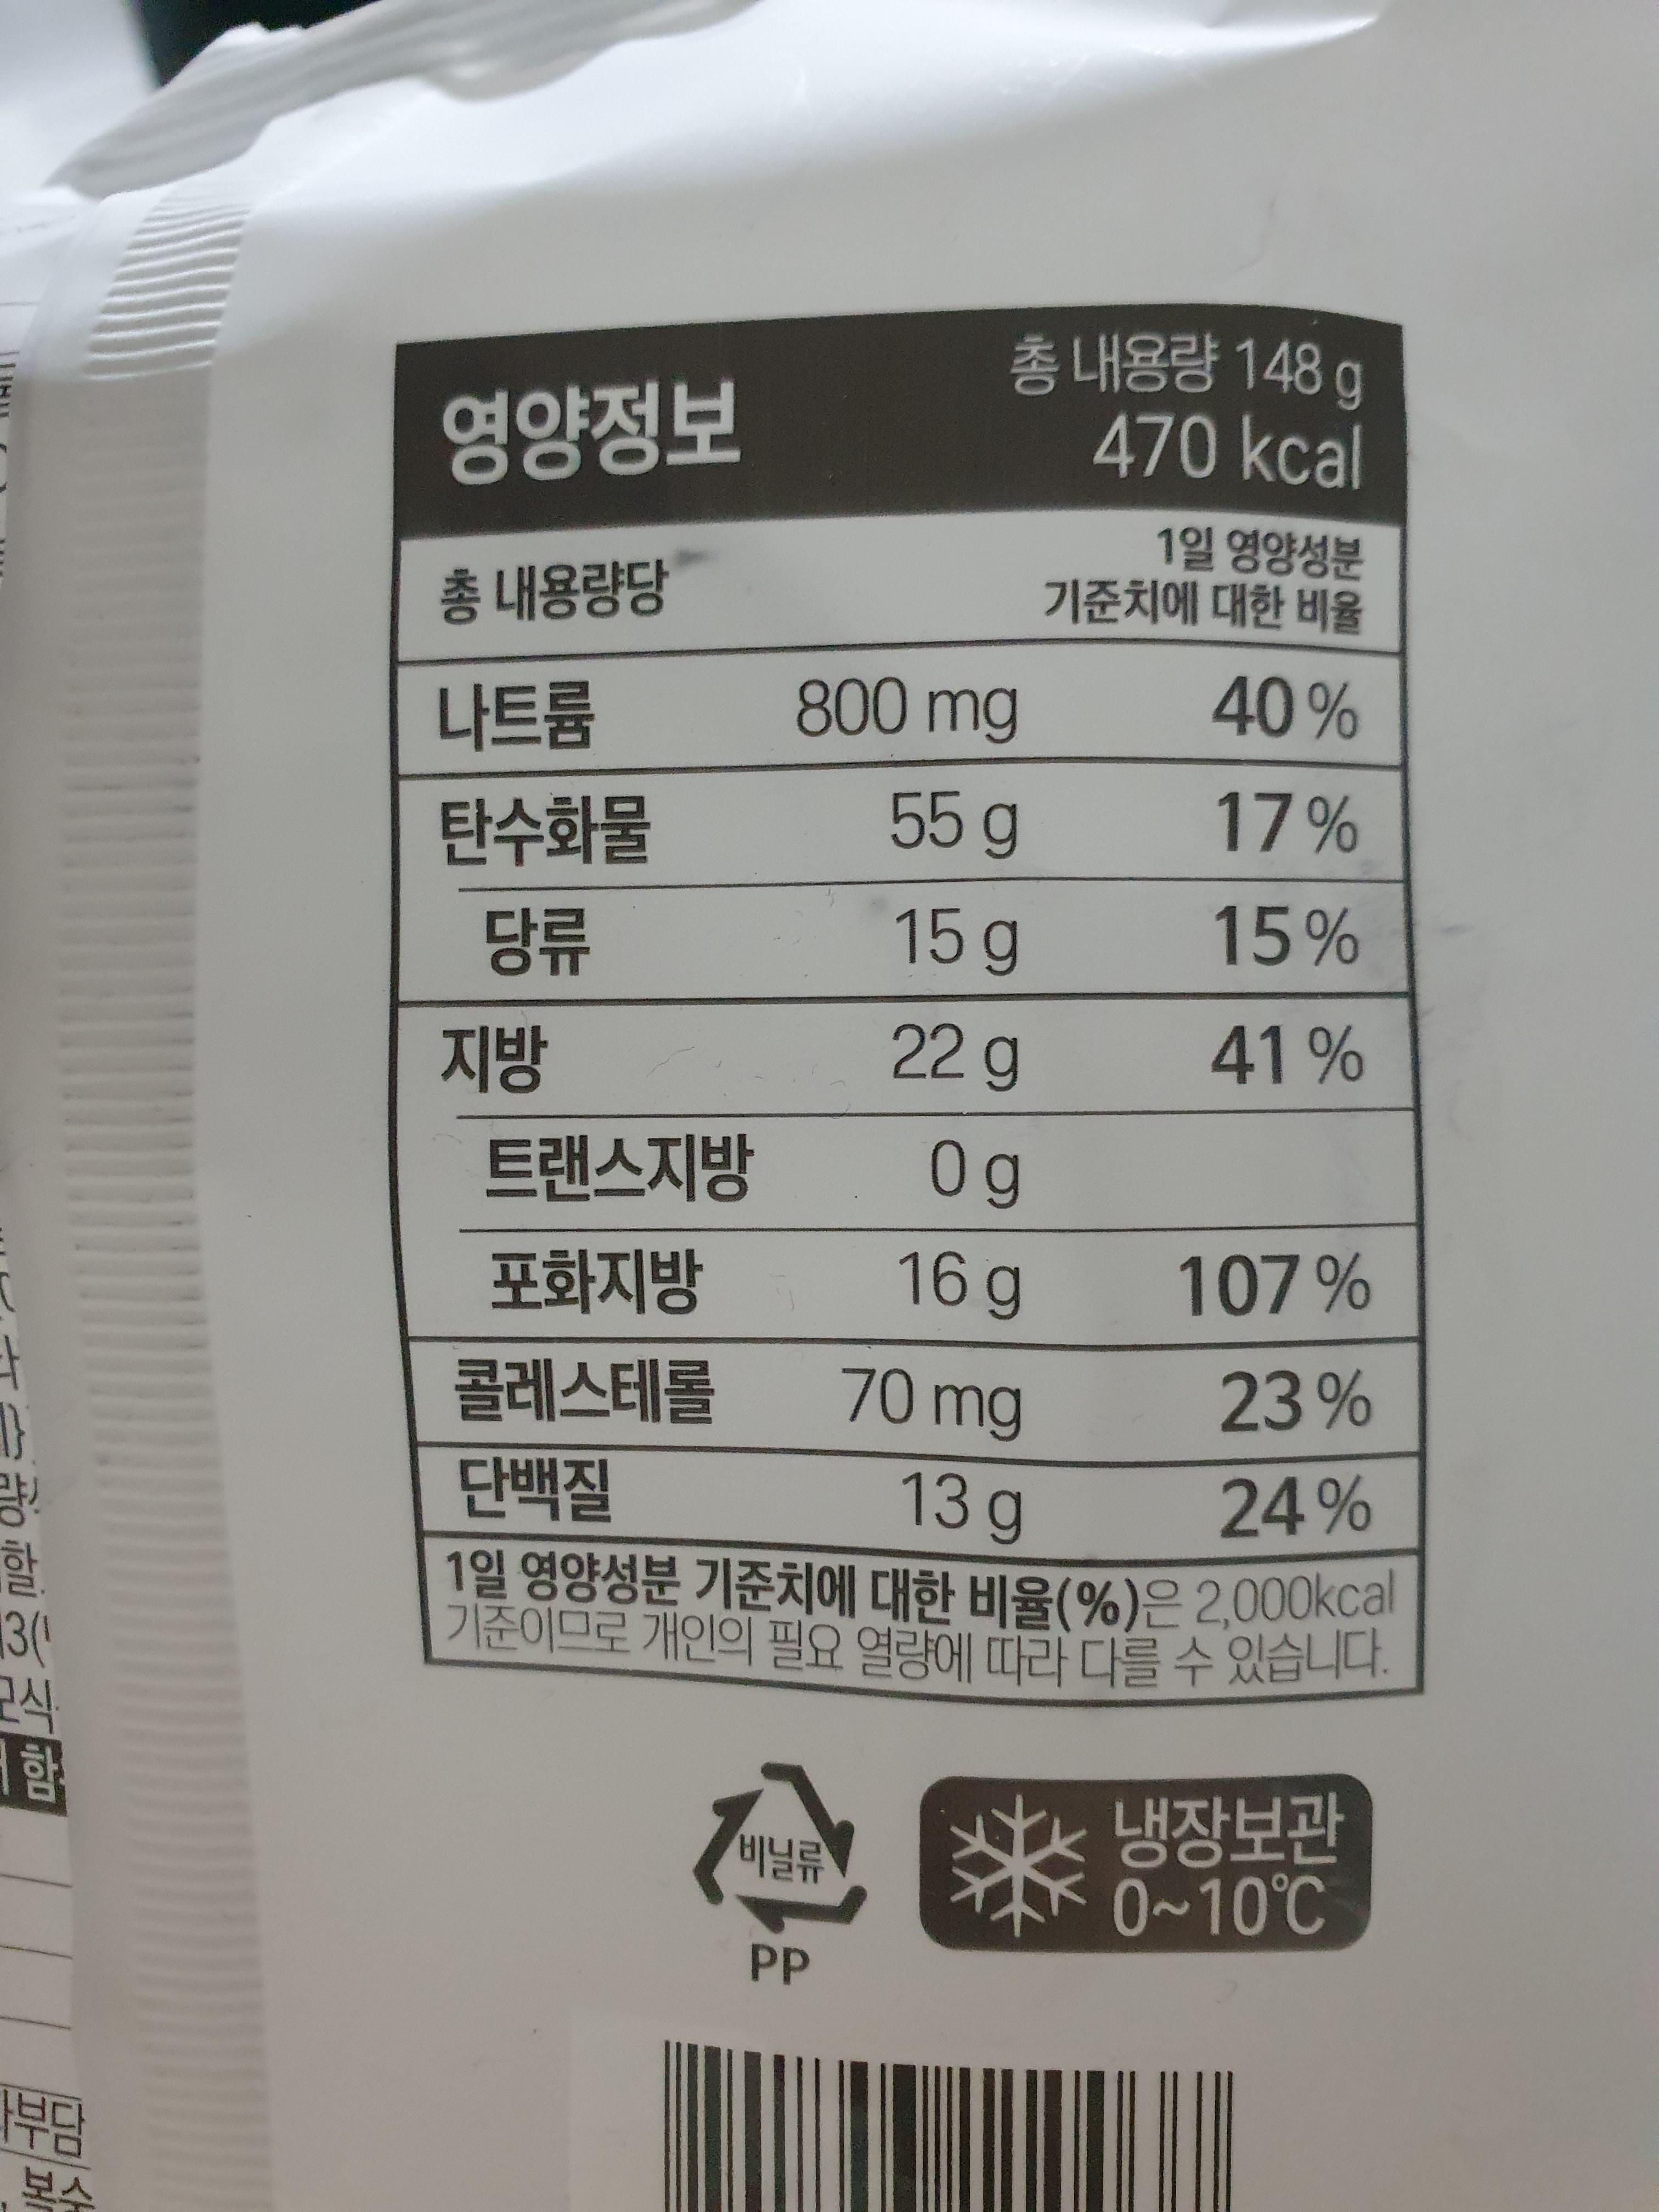 영양정보
총 내용량 148 g
470 kcal
총 내용량당
1일 영양성분
기준치에 대한 비율
나트륨 800 mg 40 %
탄수화물 55 g 17 %
당류 15 g 15 %
지방 22 g 41 %
트랜스지방 0 g
포화지방 16 g 107 %
콜레스테롤 70 mg 23 %
단백질 13 g 24 %
1일 영양성분 기준치에 대한 비율(%)은 2,000kcal
기준이므로 개인의 필요 열량에 따라 다를 수 있습니다.
비닐류
PP
냉장보관
0~10℃
부담